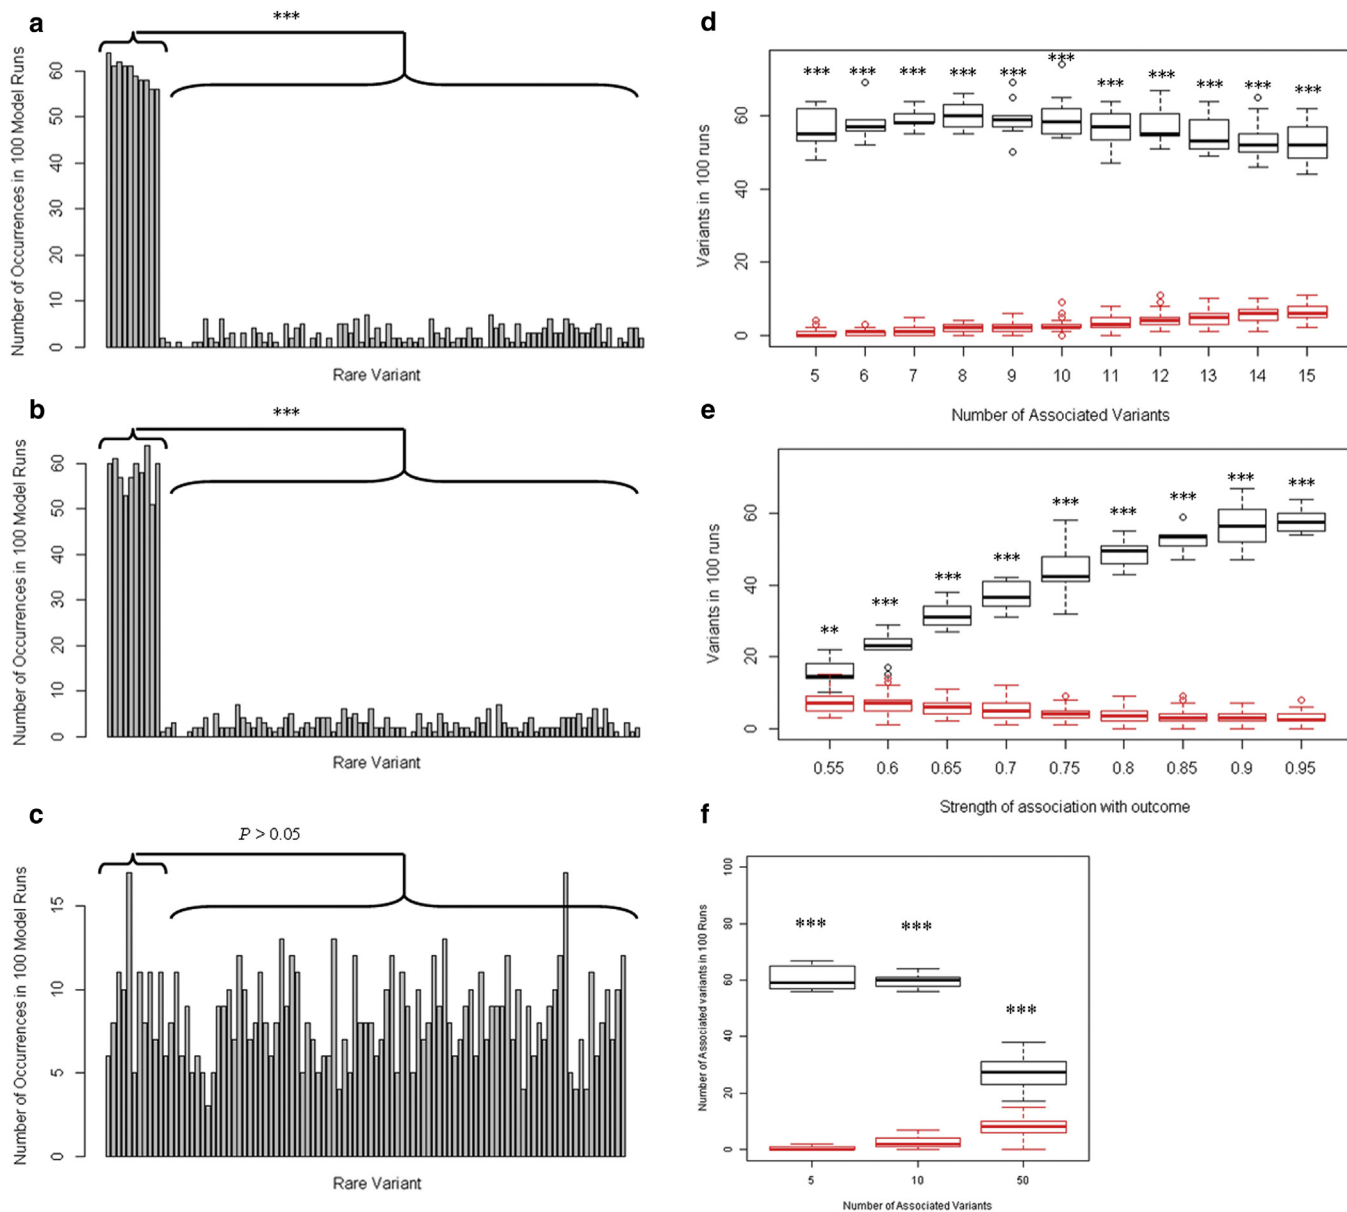 a
***
Number of Occurrences in 100 Model Runs
60
50
40
30
20
10
0
Rare Variant
b
***
Number of Occurrences in 100 Model Runs
60
50
40
30
20
10
0
Rare Variant
c
P > 0.05
Number of Occurrences in 100 Model Runs
15
10
5
0
Rare Variant
d
*** *** *** *** *** *** *** *** *** *** ***
Variants in 100 runs
60
40
20
0
5 6 7 8 9 10 11 12 13 14 15
Number of Associated Variants
e
** *** *** *** *** *** *** *** ***
Variants in 100 runs
60
40
20
0
0.55 0.6 0.65 0.7 0.75 0.8 0.85 0.9 0.95
Strength of association with outcome
f
*** *** ***
Number of Associated variants in 100 Runs
100
80
60
40
20
0
5 10 50
Number of Associated Variants